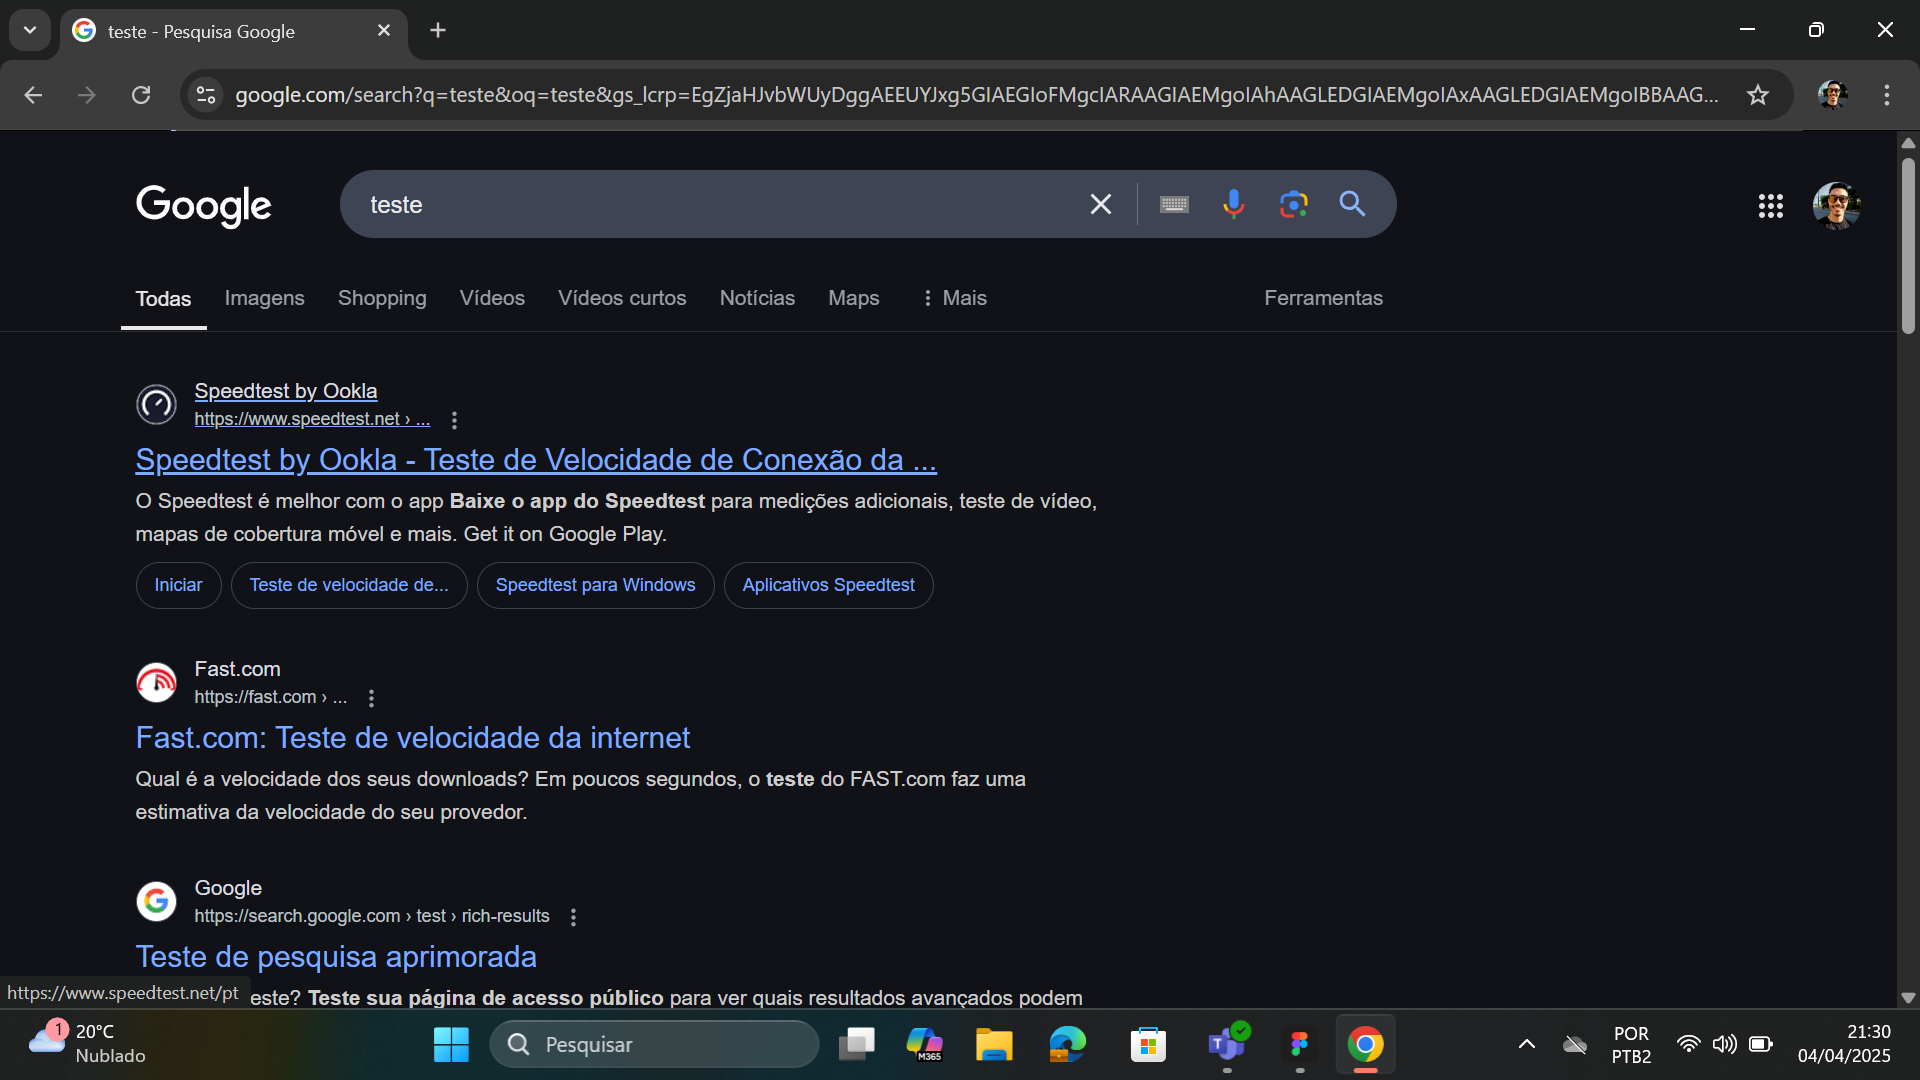 teste - Pesquisa Google
google.com/search?q=teste&oq=teste&gs_lcrp=EgZjaHJvbWUyDggAEEUYJxg5GIAEGIoFMgcIARAAGIAEMgoIAhAAGLEDGIAEMgoIAxAAGLEDGIAEMgoIBBAAG...
Google
teste
Todas Imagens Shopping Vídeos Vídeos curtos Notícias Maps Mais Ferramentas
Speedtest by Ookla
https://www.speedtest.net › ...
Speedtest by Ookla - Teste de Velocidade de Conexão da ...
O Speedtest é melhor com o app Baixe o app do Speedtest para medições adicionais, teste de vídeo,
mapas de cobertura móvel e mais. Get it on Google Play.
Iniciar Teste de velocidade de... Speedtest para Windows Aplicativos Speedtest
Fast.com
https://fast.com › ...
Fast.com: Teste de velocidade da internet
Qual é a velocidade dos seus downloads? Em poucos segundos, o teste do FAST.com faz uma
estimativa da velocidade do seu provedor.
Google
https://search.google.com › test › rich-results
Teste de pesquisa aprimorada
este? Teste sua página de acesso público para ver quais resultados avançados podem
https://www.speedtest.net/pt
1
20°C
Nublado
Pesquisar
M365
POR
PTB2
21:30
04/04/2025